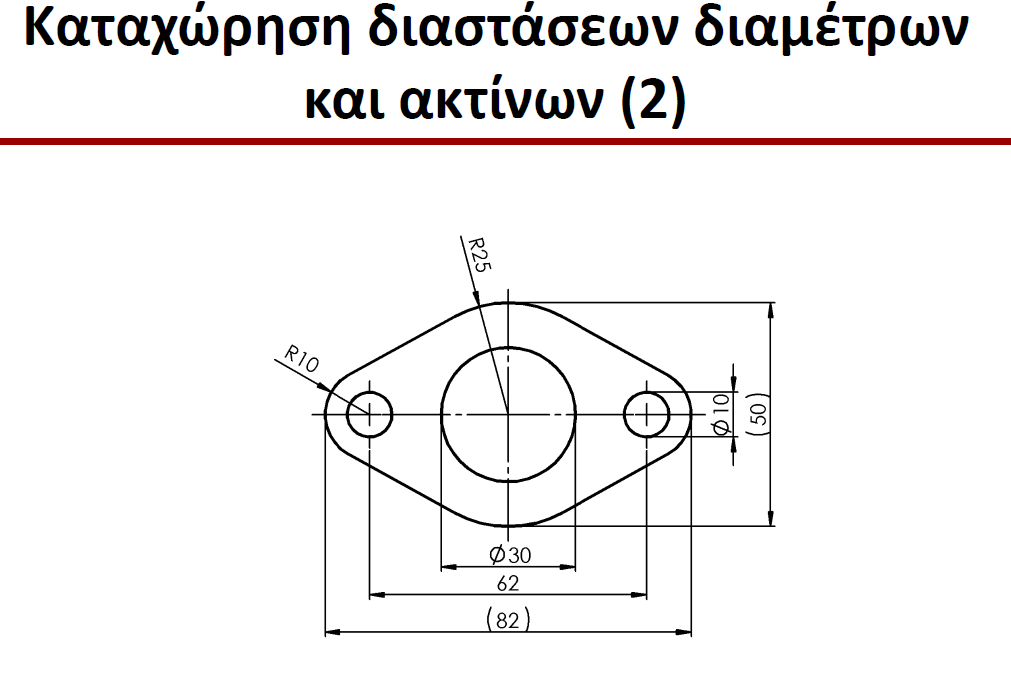 Καταχώρηση διαστάσεων διαμέτρων
και ακτίνων (2)
R25
R10
Ø10
(50)
Ø30
62
(82)